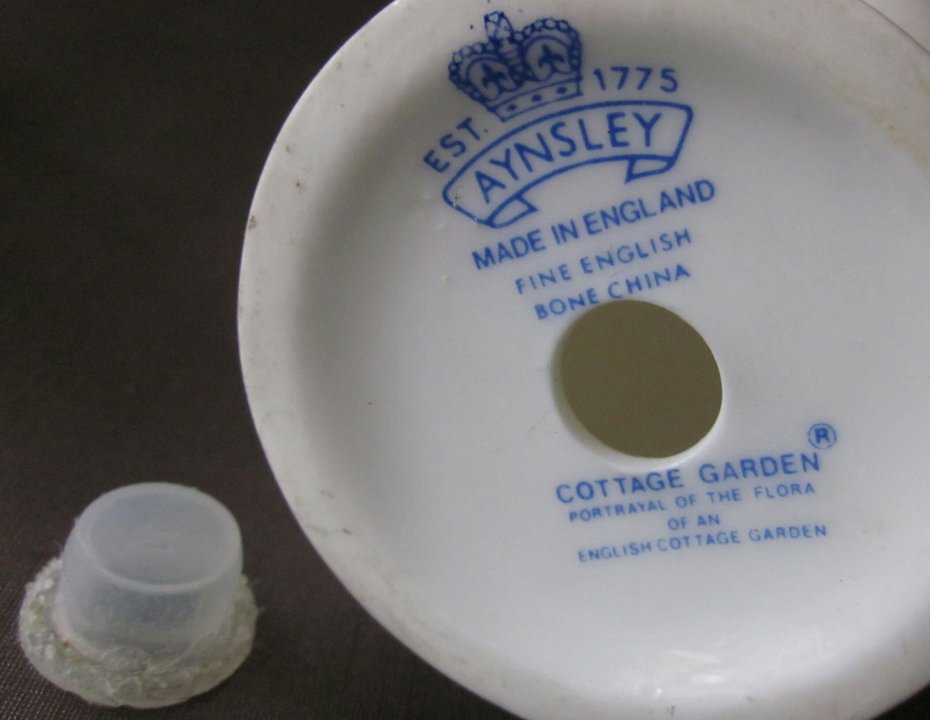 EST. 1775
AYNSLEY
MADE IN ENGLAND
FINE ENGLISH
BONE CHINA
COTTAGE GARDEN ®
PORTRAYAL OF THE FLORA
OF AN
ENGLISH COTTAGE GARDEN